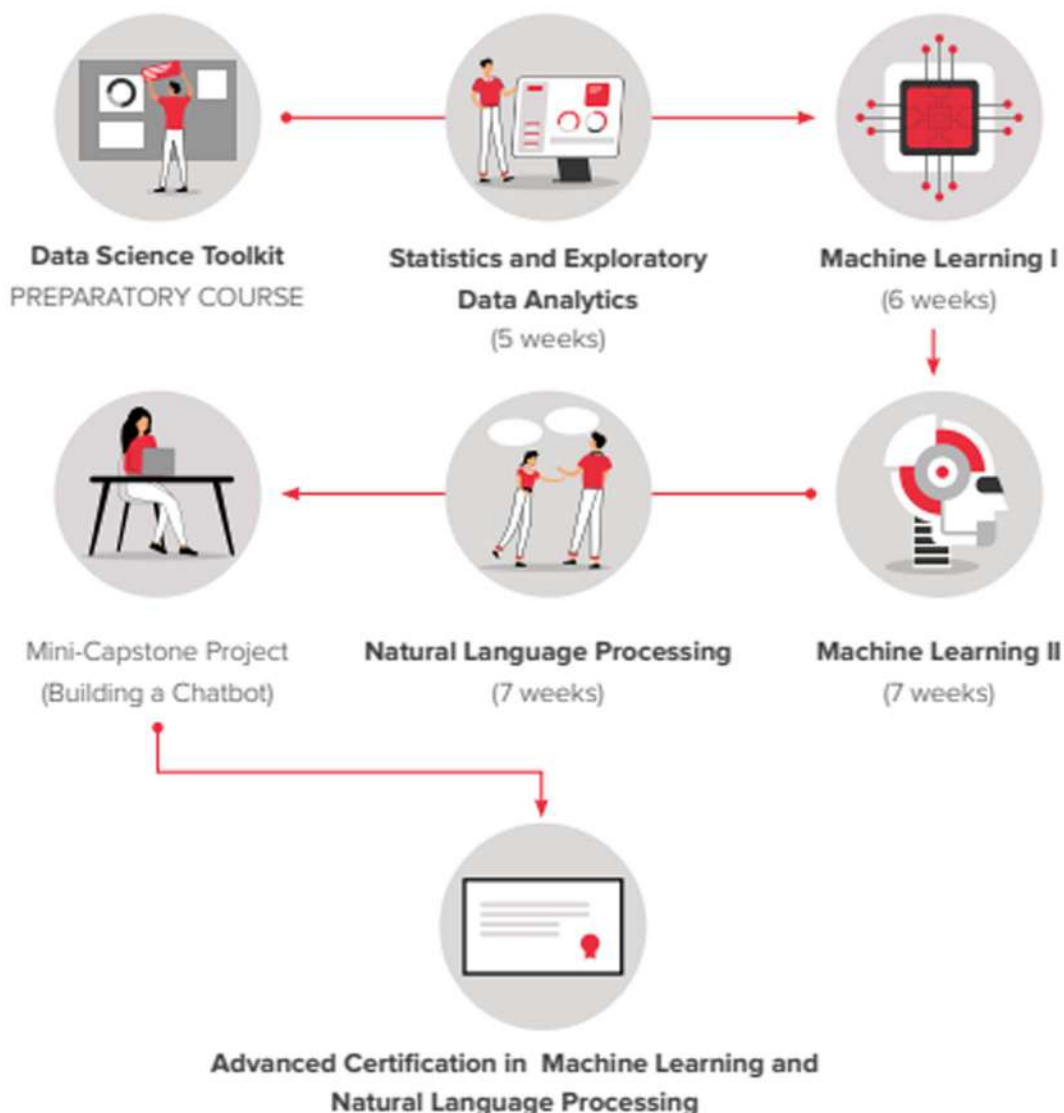 Data Science Toolkit
PREPARATORY COURSE
Statistics and Exploratory
Data Analytics
(5 weeks)
Machine Learning I
(6 weeks)
Machine Learning II
(7 weeks)
Natural Language Processing
(7 weeks)
Mini-Capstone Project
(Building a Chatbot)
Advanced Certification in Machine Learning and
Natural Language Processing